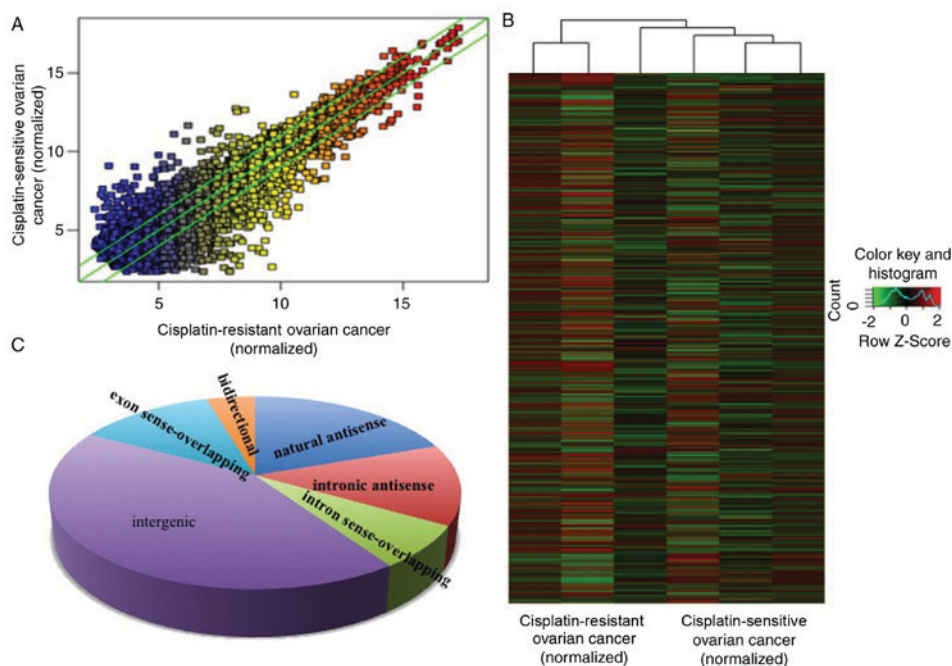 A
Cisplatin-sensitive ovarian
cancer (normalized)
15
10
5
5
10
15
Cisplatin-resistant ovarian cancer
(normalized)
B
Color key and
histogram
Count
0
-2
0
2
Row Z-Score
Cisplatin-resistant
ovarian cancer
(normalized)
Cisplatin-sensitive
ovarian cancer
(normalized)
C
bidirectional
exon sense-overlapping
natural antisense
intronic antisense
intron sense-overlapping
intergenic